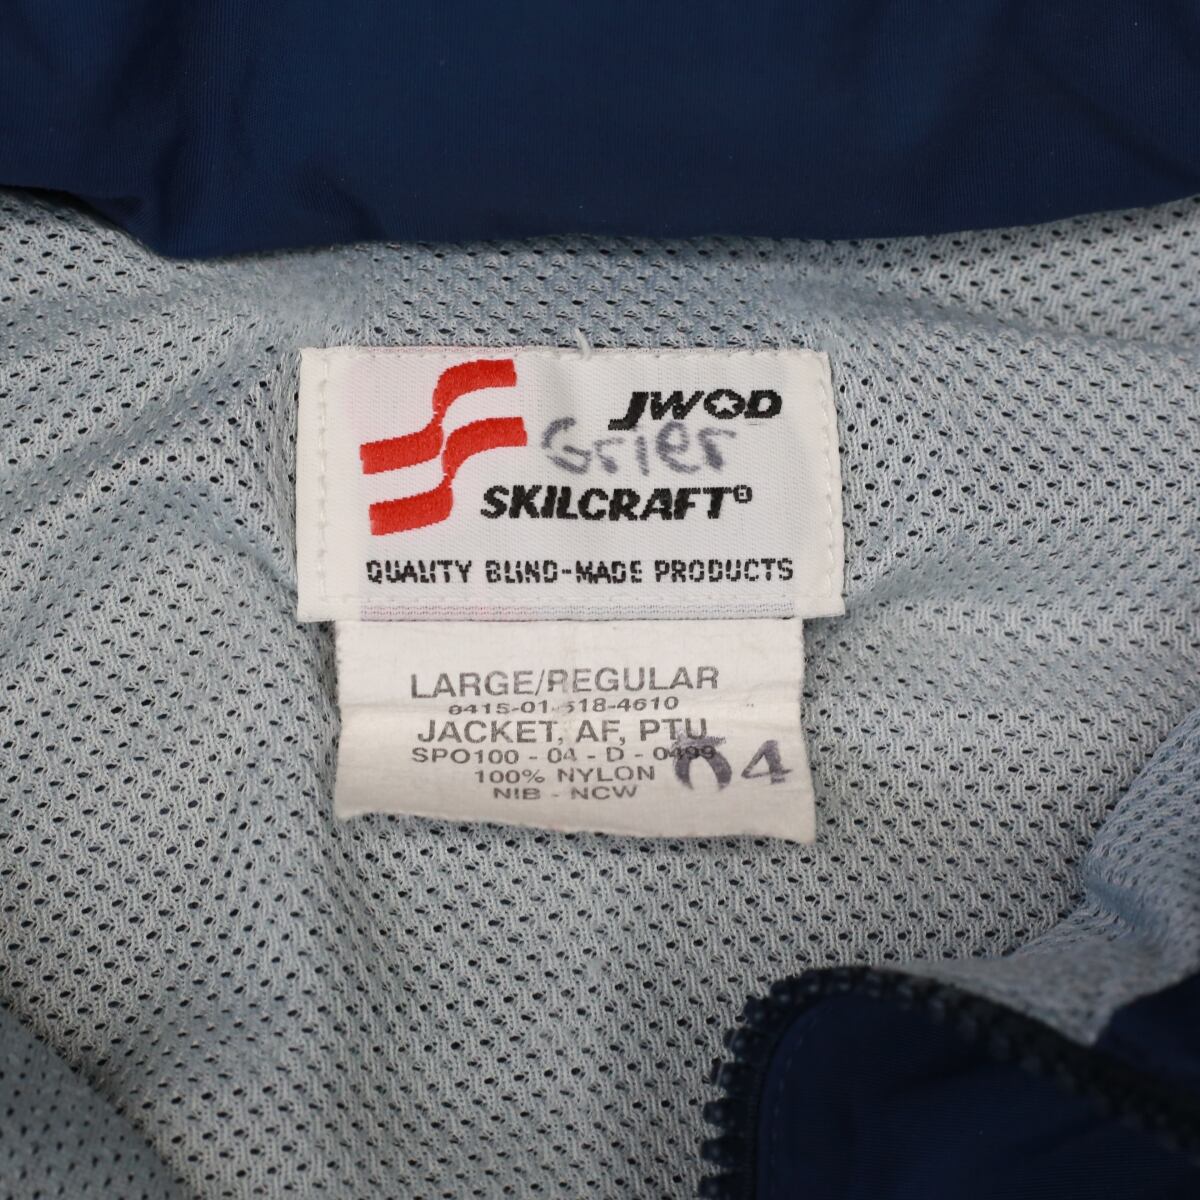 JWOD
Grier
SKILCRAFT®
QUALITY BLIND-MADE PRODUCTS
LARGE/REGULAR
8415-01-518-4610
JACKET, AF, PTU
SPO100 - 04 - D - 0499
100% NYLON
04
NIB - NCW